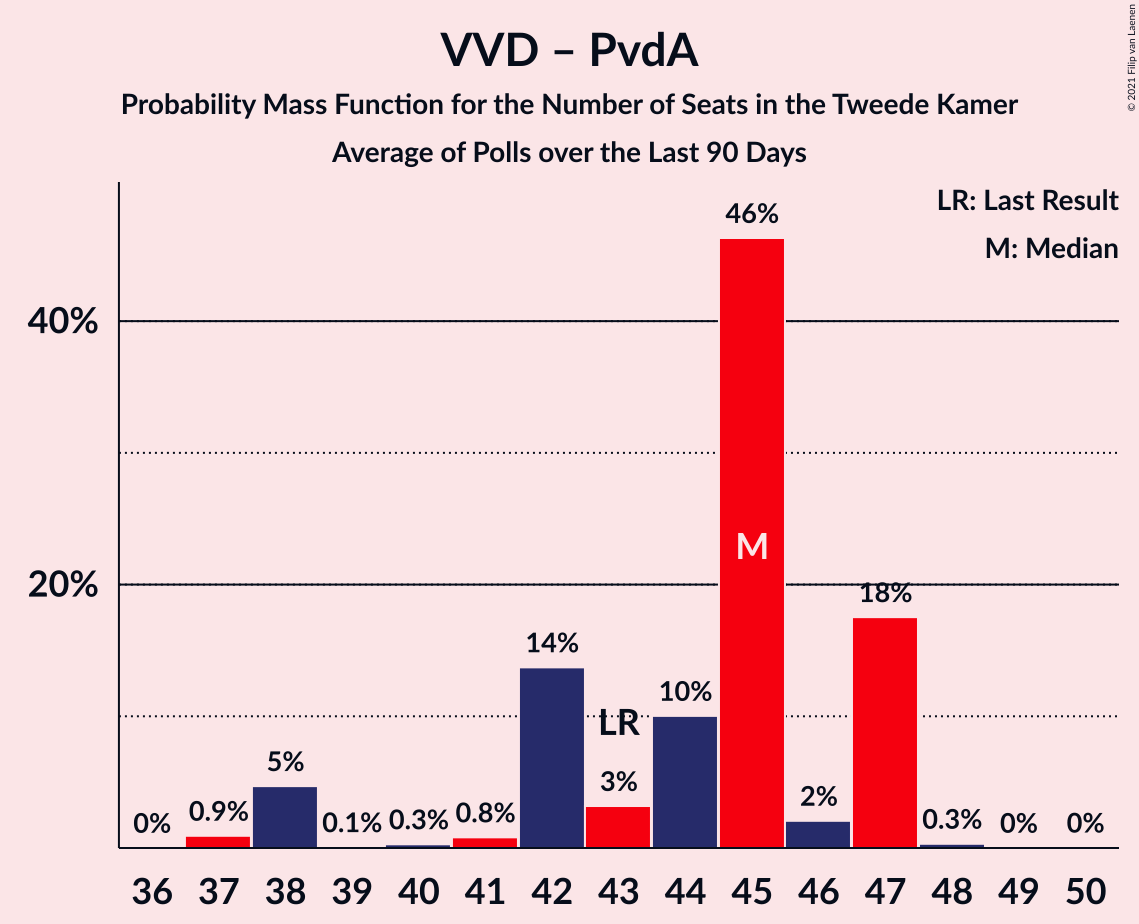 VVD – PvdA
Probability Mass Function for the Number of Seats in the Tweede Kamer
Average of Polls over the Last 90 Days
© 2021 Filip van Laenen
LR: Last Result
M: Median
40%
20%
0%
0.9%
5%
0.1%
0.3%
0.8%
14%
LR
3%
10%
46%
M
2%
18%
0.3%
0%
0%
36 37 38 39 40 41 42 43 44 45 46 47 48 49 50